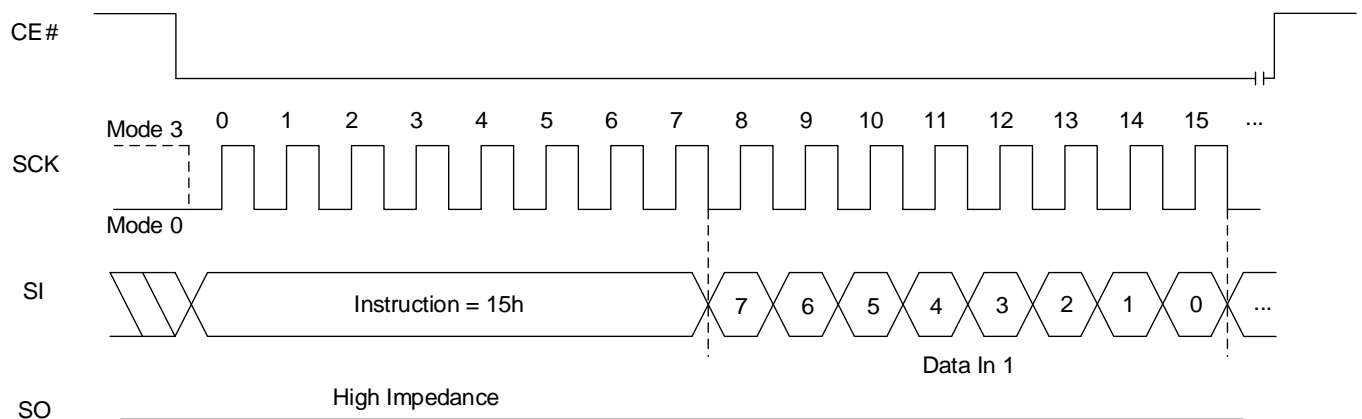 CE#
Mode 3 0 1 2 3 4 5 6 7 8 9 10 11 12 13 14 15 ...
SCK
Mode 0
SI
Instruction = 15h 7 6 5 4 3 2 1 0 ...
Data In 1
High Impedance
SO